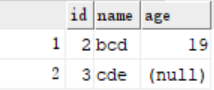 id name age
1 2 bcd 19
2 3 cde (null)